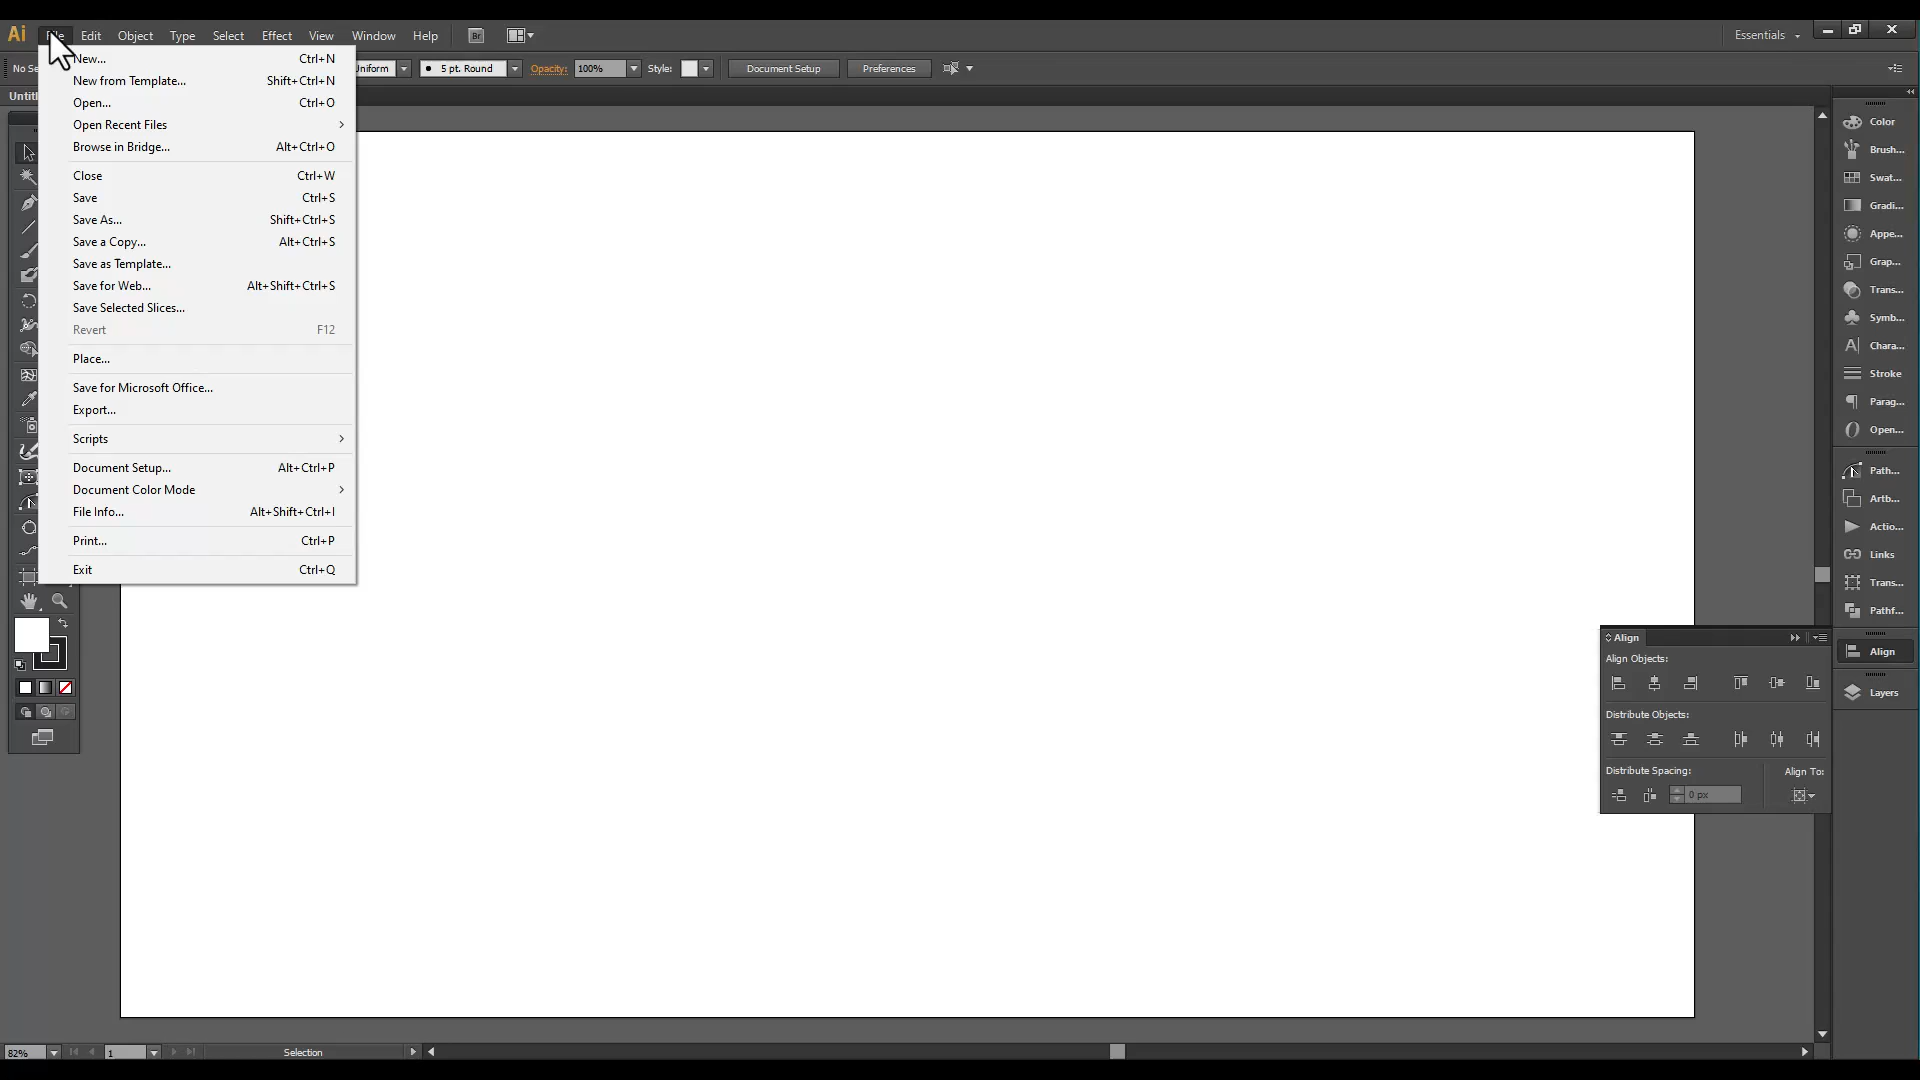 Ai File Edit Object Type Select Effect View Window Help Br Essentials
No Se Uniform 5 pt. Round Opacity: 100% Style: Document Setup Preferences
Untitl
New... Ctrl+N
New from Template... Shift+Ctrl+N
Open... Ctrl+O
Open Recent Files
Browse in Bridge... Alt+Ctrl+O
Close Ctrl+W
Save Ctrl+S
Save As... Shift+Ctrl+S
Save a Copy... Alt+Ctrl+S
Save as Template...
Save for Web... Alt+Shift+Ctrl+S
Save Selected Slices...
Revert F12
Place...
Save for Microsoft Office...
Export...
Scripts
Document Setup... Alt+Ctrl+P
Document Color Mode
File Info... Alt+Shift+Ctrl+I
Print... Ctrl+P
Exit Ctrl+Q
Color
Brush...
Swat...
Gradi...
Appe...
Grap...
Trans...
Symb...
Chara...
Stroke
Parag...
Open...
Path...
Artb...
Actio...
Links
Trans...
Pathf...
Align
Layers
Align
Align Objects:
Distribute Objects:
Distribute Spacing: Align To:
0 px
82% 1 Selection